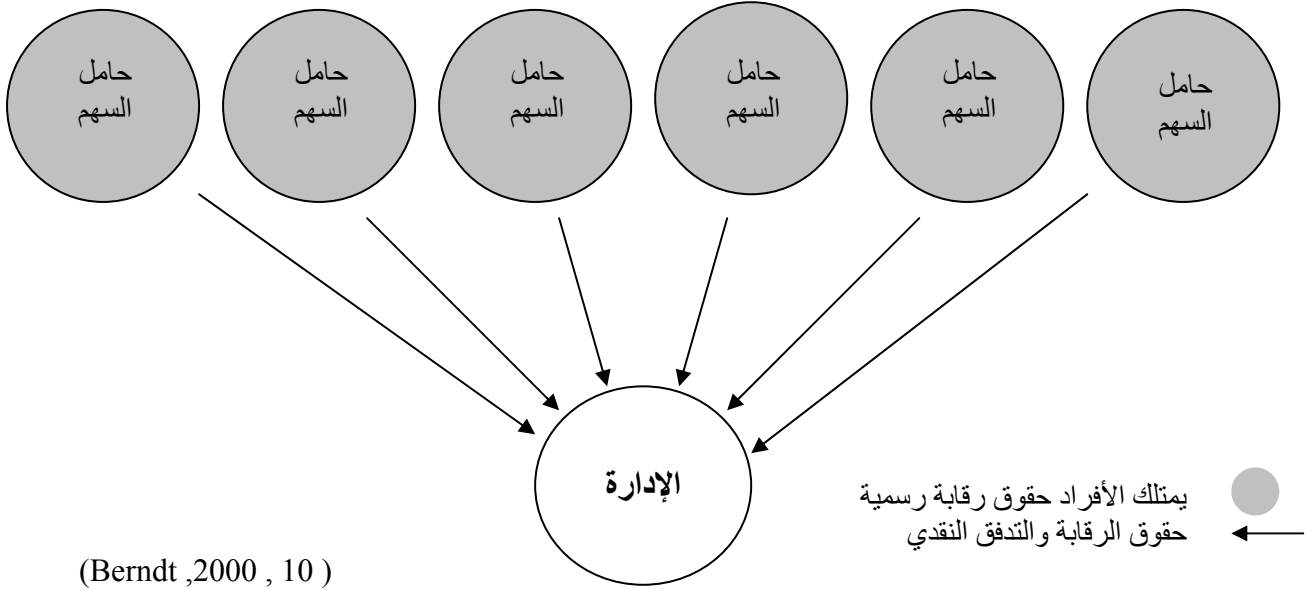 حامل
السهم
حامل
السهم
حامل
السهم
حامل
السهم
حامل
السهم
حامل
السهم
الإدارة
يمتلك الأفراد حقوق رقابة رسمية
حقوق الرقابة والتدفق النقدي
(Berndt ,2000 , 10 )